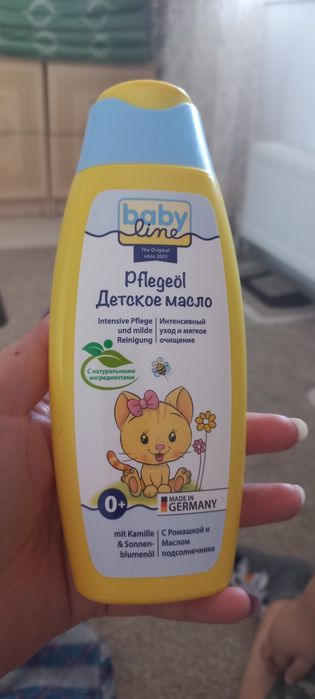 baby
line
The Original
since 2003
Pflegeöl
Детское масло
Intensive Pflege
und milde
Reinigung
Интенсивный
уход и мягкое
очищение
С натуральными
ингредиентами
0+
MADE IN
GERMANY
mit Kamille
& Sonnen-
blumenöl
С Ромашкой и
Маслом
подсолнечника